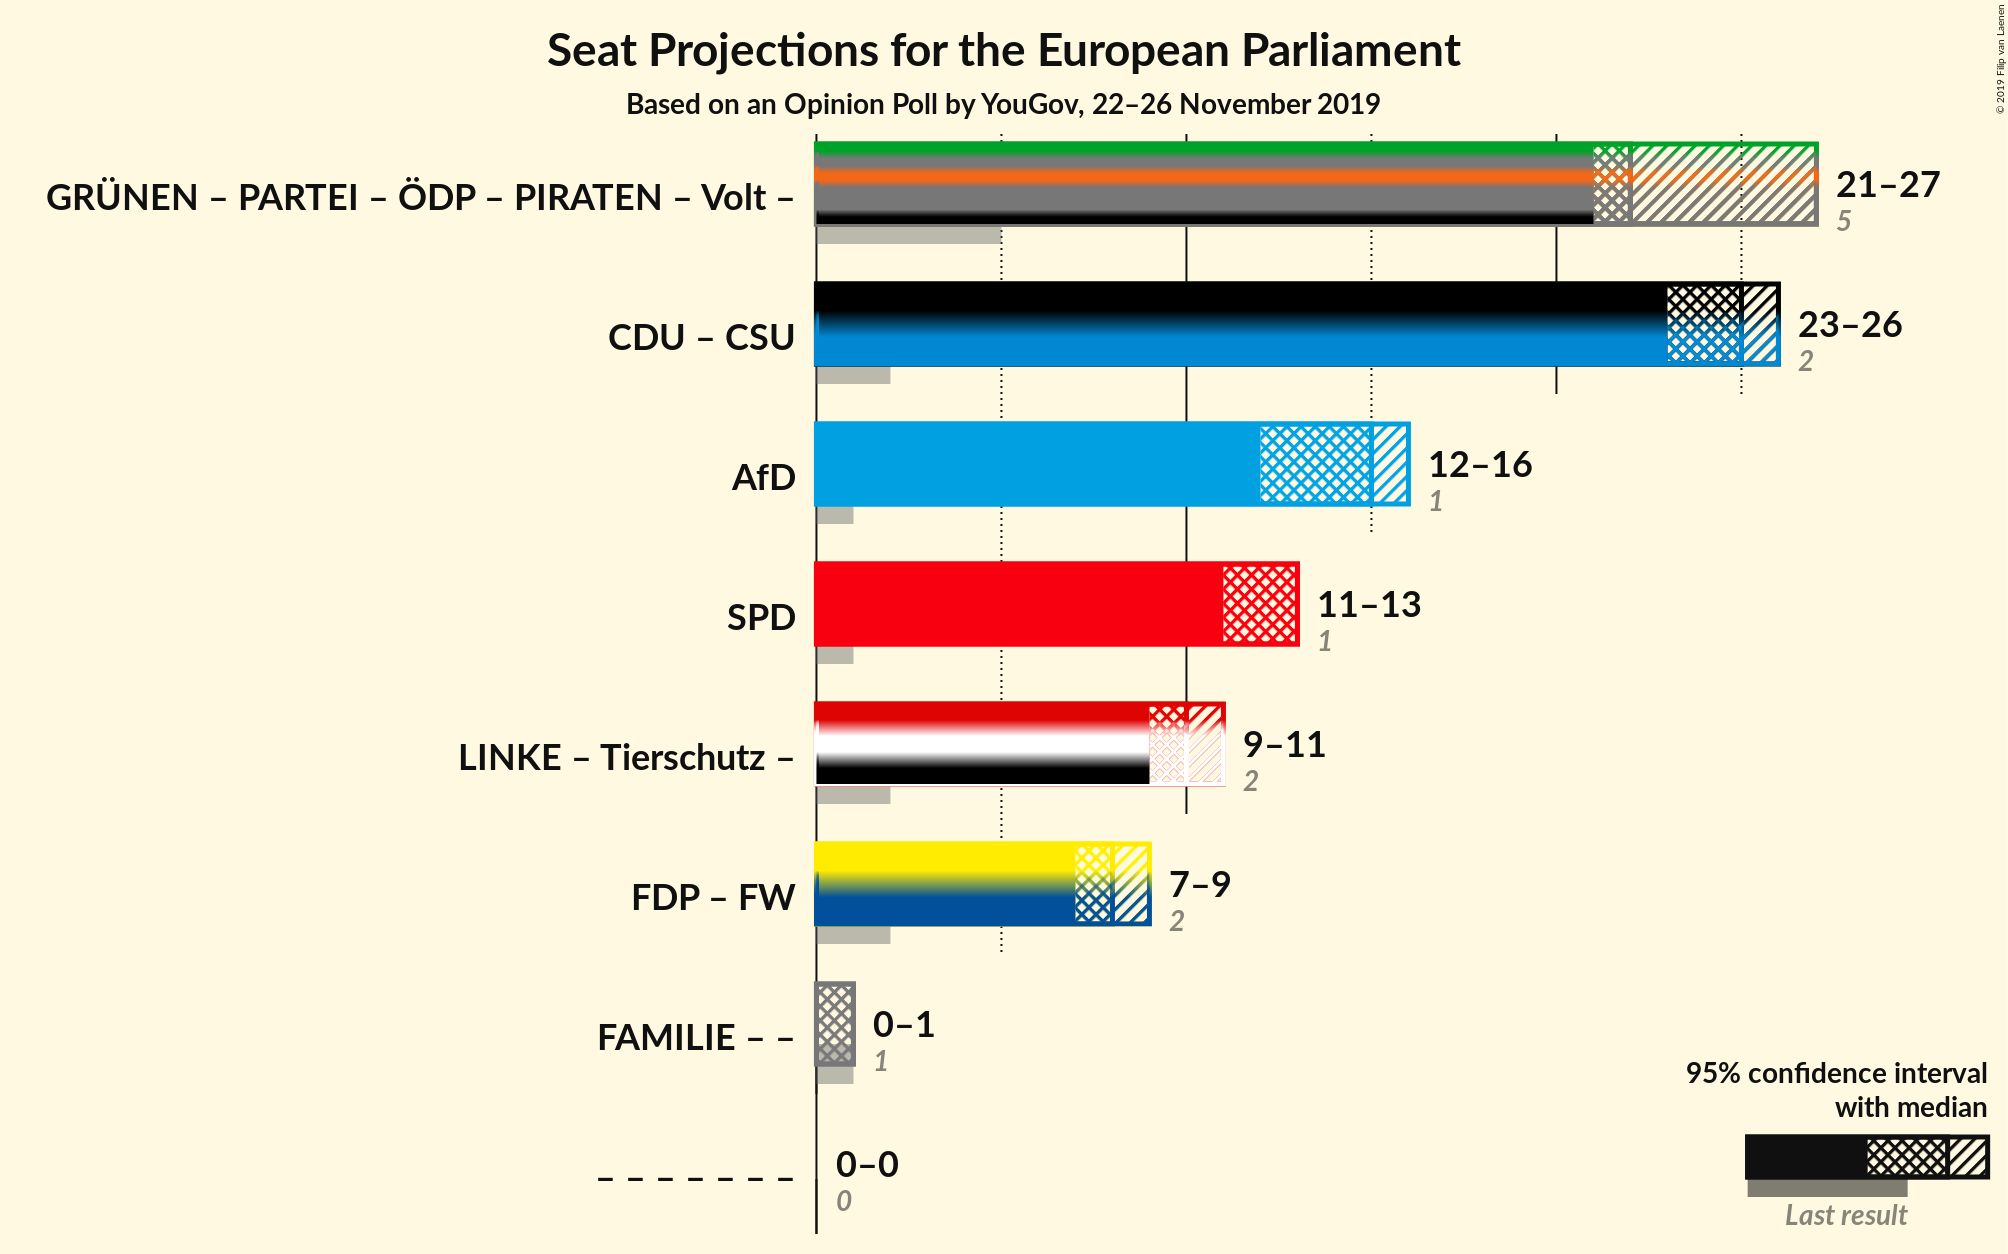 Seat Projections for the European Parliament
Based on an Opinion Poll by YouGov, 22–26 November 2019
© 2019 Filip van Laenen
GRÜNEN – PARTEI – ÖDP – PIRATEN – Volt –
21–27
5
CDU – CSU
23–26
2
AfD
12–16
1
SPD
11–13
1
LINKE – Tierschutz –
9–11
2
FDP – FW
7–9
2
FAMILIE – –
0–1
1
– – – – – – –
0–0
0
95% confidence interval
with median
Last result